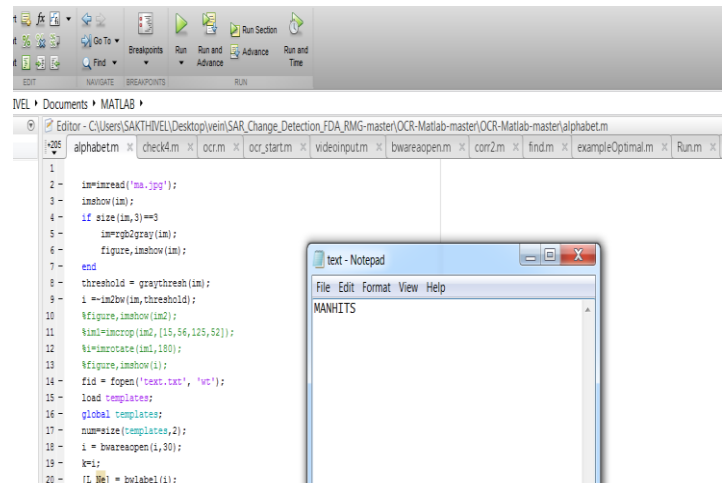 Go To
Find
Breakpoints
Run
Run and Advance
Run Section
Advance
Run and Time
EDIT
NAVIGATE
BREAKPOINTS
RUN
IVEL ▸ Documents ▸ MATLAB ▸
Editor - C:\Users\SAKTHIVEL\Desktop\vein\SAR_Change_Detection_FDA_RMG-master\OCR-Matlab-master\OCR-Matlab-master\alphabet.m
+205 alphabet.m × check4.m × ocr.m × ocr_start.m × videoinput.m × bwareaopen.m × corr2.m × find.m × exampleOptimal.m × Run.m ×
1
2 – im=imread('ma.jpg');
3 – imshow(im);
4 – if size(im,3)==3
5 – im=rgb2gray(im);
6 – figure,imshow(im);
7 – end
8 – threshold = graythresh(im);
9 – i =~im2bw(im,threshold);
10 %figure,imshow(im2);
11 %im1=imcrop(im2,[15,56,125,52]);
12 %i=imrotate(im1,180);
13 %figure,imshow(i);
14 – fid = fopen('text.txt', 'wt');
15 – load templates;
16 – global templates;
17 – num=size(templates,2);
18 – i = bwareaopen(i,30);
19 – k=i;
20 – [L Ne] = bwlabel(i);
text - Notepad
File Edit Format View Help
MANHITS